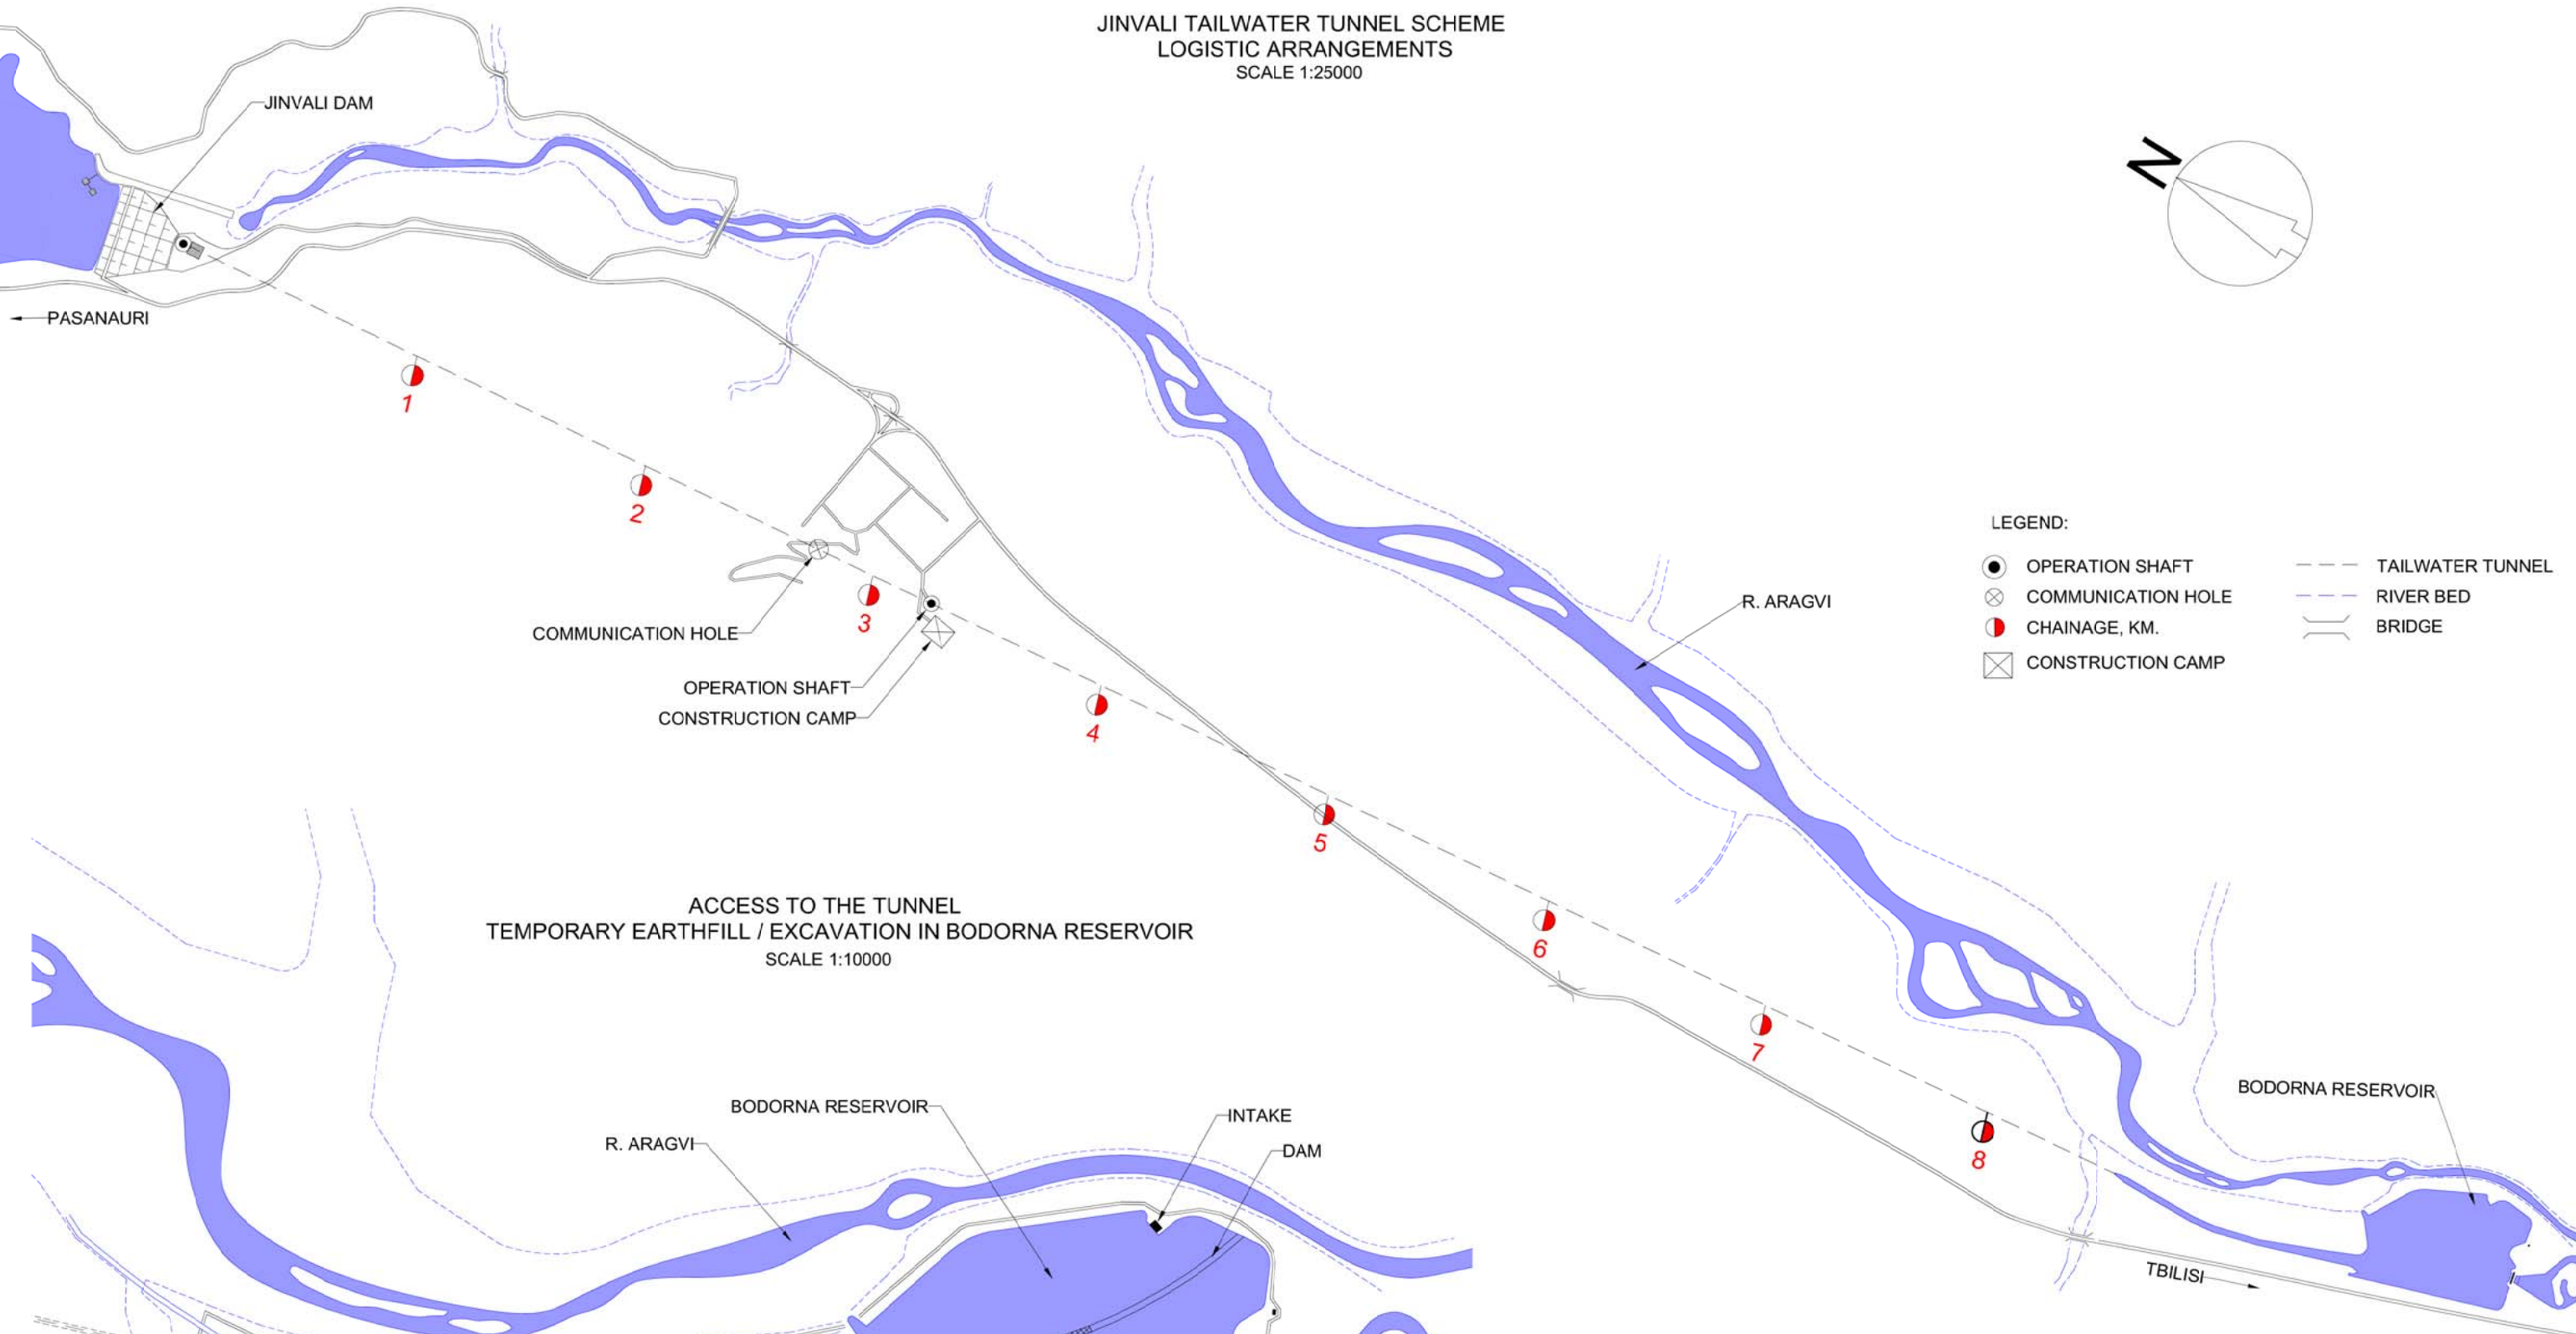 JINVALI TAILWATER TUNNEL SCHEME
LOGISTIC ARRANGEMENTS
SCALE 1:25000
JINVALI DAM
N
PASANAURI
1
2
3
4
5
6
7
8
COMMUNICATION HOLE
OPERATION SHAFT
CONSTRUCTION CAMP
R. ARAGVI
LEGEND:
OPERATION SHAFT
COMMUNICATION HOLE
CHAINAGE, KM.
CONSTRUCTION CAMP
TAILWATER TUNNEL
RIVER BED
BRIDGE
BODORNA RESERVOIR
TBILISI
ACCESS TO THE TUNNEL
TEMPORARY EARTHFILL / EXCAVATION IN BODORNA RESERVOIR
SCALE 1:10000
BODORNA RESERVOIR
INTAKE
R. ARAGVI
DAM